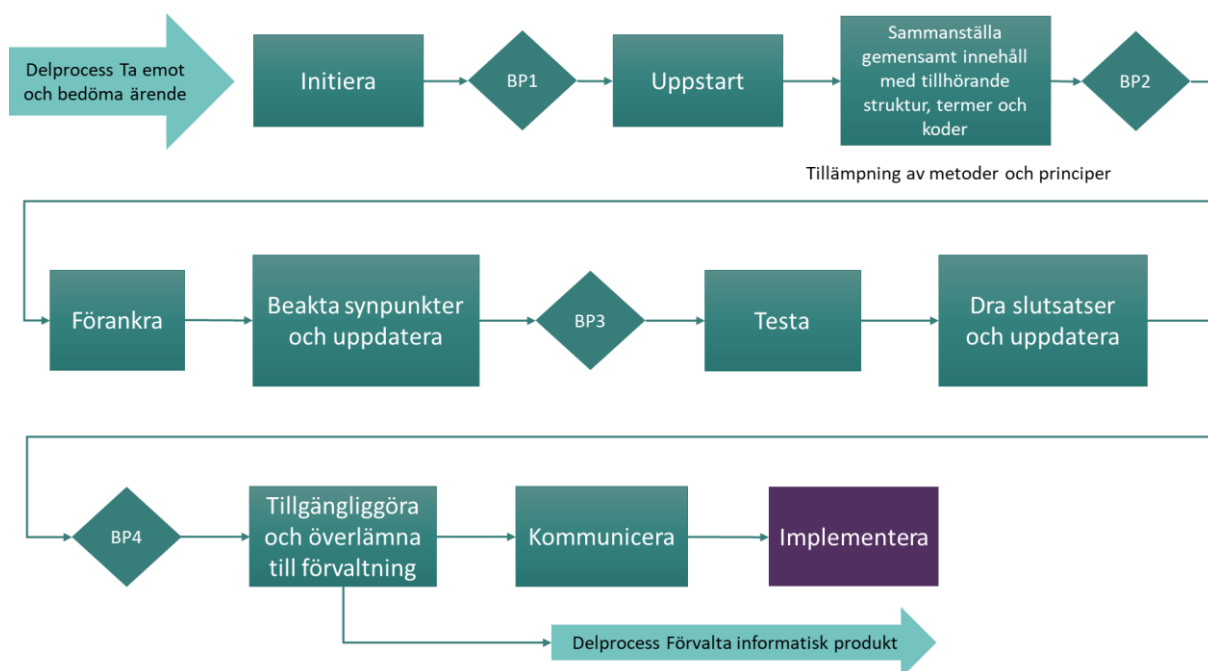 Delprocess Ta emot
och bedöma ärende
Initiera
BP1
Uppstart
Sammanställa
gemensamt innehåll
med tillhörande
struktur, termer och
koder
BP2
Tillämpning av metoder och principer
Förankra
Beakta synpunkter
och uppdatera
BP3
Testa
Dra slutsatser
och uppdatera
BP4
Tillgängliggöra
och överlämna
till förvaltning
Kommunicera
Implementera
Delprocess Förvalta informatisk produkt